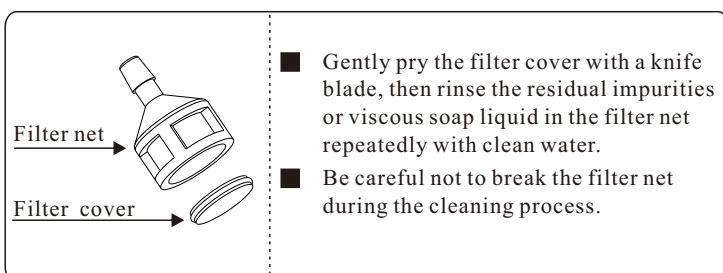 Filter net
Filter cover
■ Gently pry the filter cover with a knife
blade, then rinse the residual impurities
or viscous soap liquid in the filter net
repeatedly with clean water.
■ Be careful not to break the filter net
during the cleaning process.